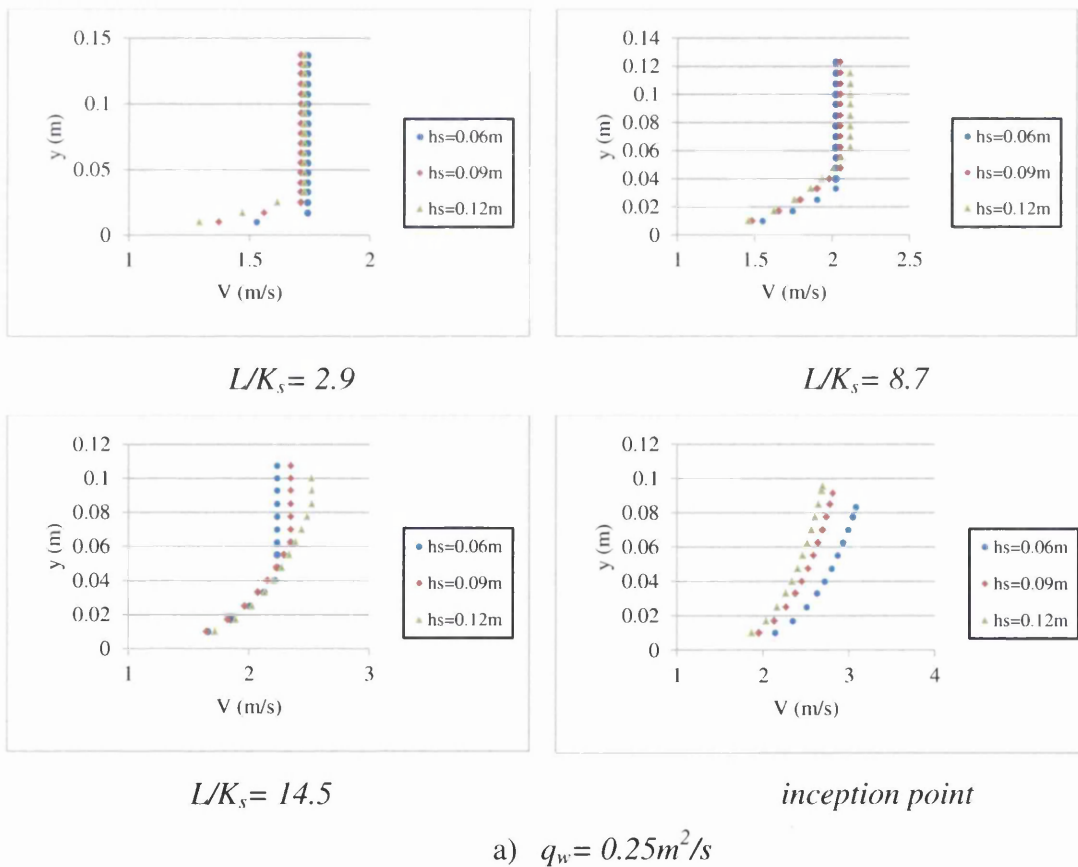 0.15
0.1
0.05
0
y (m)
1
1.5
2
V (m/s)
hs=0.06m
hs=0.09m
hs=0.12m
L/Ks= 2.9
0.14
0.12
0.1
0.08
0.06
0.04
0.02
0
y (m)
1
1.5
2
2.5
V (m/s)
hs=0.06m
hs=0.09m
hs=0.12m
L/Ks= 8.7
0.12
0.1
0.08
0.06
0.04
0.02
0
y (m)
1
2
3
V (m/s)
hs=0.06m
hs=0.09m
hs=0.12m
L/Ks= 14.5
0.12
0.1
0.08
0.06
0.04
0.02
0
y (m)
1
2
3
4
V (m/s)
hs=0.06m
hs=0.09m
hs=0.12m
inception point
a) qw= 0.25m²/s